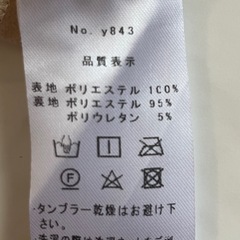 No. y843
品質表示
表地 ポリエステル 100%
裏地 ポリエステル 95%
ポリウレタン 5%
・タンブラー乾燥はお避け下
さい。